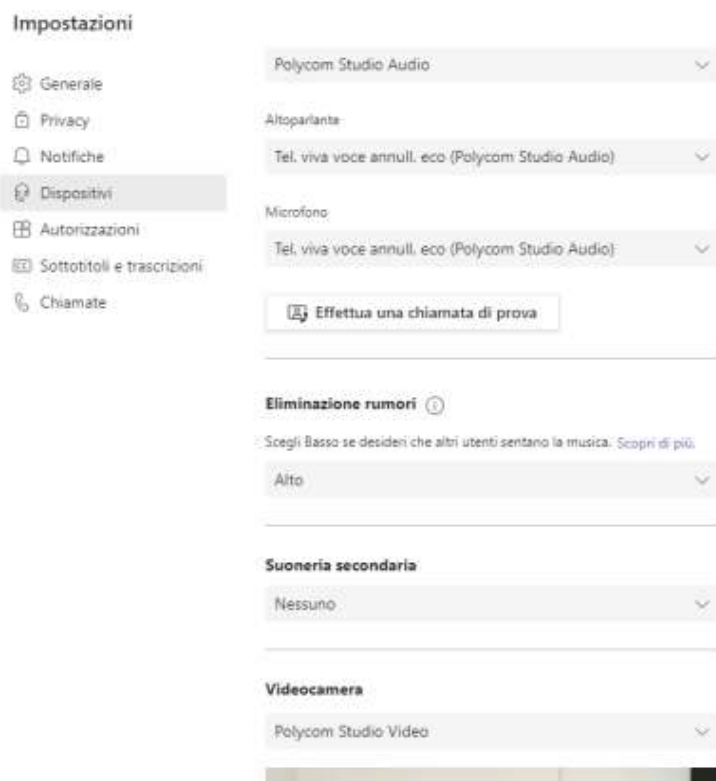 Impostazioni
Generale
Privacy
Notifiche
Dispositivi
Autorizzazioni
Sottotitoli e trascrizioni
Chiamate
Polycom Studio Audio
Altoparlante
Tel. viva voce annull. eco (Polycom Studio Audio)
Microfono
Tel. viva voce annull. eco (Polycom Studio Audio)
Effettua una chiamata di prova
Eliminazione rumori
Scegli Basso se desideri che altri utenti sentano la musica. Scopri di più.
Alto
Suoneria secondaria
Nessuno
Videocamera
Polycom Studio Video